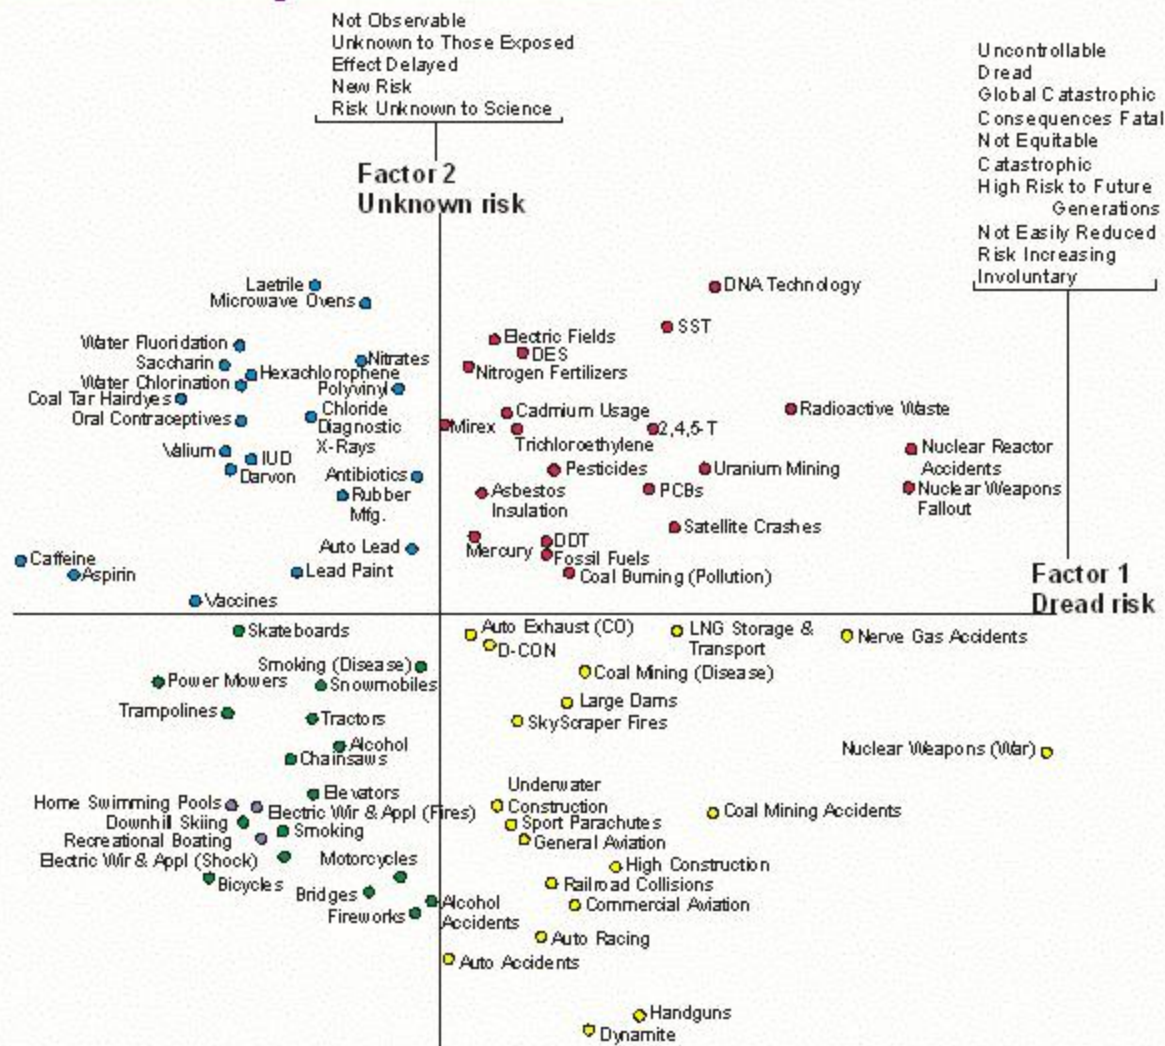 Not Observable
Unknown to Those Exposed
Effect Delayed
New Risk
Risk Unknown to Science
Uncontrollable
Dread
Global Catastrophic
Consequences Fatal
Not Equitable
Catastrophic
High Risk to Future
Generations
Not Easily Reduced
Risk Increasing
Involuntary
Factor 2
Unknown risk
Laetrile
Microwave Ovens
Water Fluoridation
Saccharin
Nitrates
Water Chlorination
Hexachlorophene
Coal Tar Hairdyes
Polyvinyl
Oral Contraceptives
Chloride
Diagnostic
X-Rays
Valium
IUD
Darvon
Antibiotics
Rubber
Mfg.
Auto Lead
Caffeine
Aspirin
Lead Paint
Vaccines
DNA Technology
SST
Electric Fields
DES
Nitrogen Fertilizers
Cadmium Usage
Radioactive Waste
Mirex
Trichloroethylene
2,4,5-T
Pesticides
Uranium Mining
Nuclear Reactor
Accidents
Asbestos
Insulation
PCBs
Nuclear Weapons
Fallout
Satellite Crashes
Mercury
DDT
Fossil Fuels
Coal Burning (Pollution)
Factor 1
Dread risk
Skateboards
Smoking (Disease)
Power Mowers
Snowmobiles
Trampolines
Tractors
Alcohol
Chainsaws
Elevators
Home Swimming Pools
Electric Wir & Appl (Fires)
Downhill Skiing
Smoking
Recreational Boating
Electric Wir & Appl (Shock)
Motorcycles
Bicycles
Bridges
Alcohol
Accidents
Fireworks
Auto Exhaust (CO)
D-CON
LNG Storage &
Transport
Nerve Gas Accidents
Coal Mining (Disease)
Large Dams
SkyScraper Fires
Nuclear Weapons (War)
Underwater
Construction
Coal Mining Accidents
Sport Parachutes
General Aviation
High Construction
Railroad Collisions
Commercial Aviation
Auto Racing
Auto Accidents
Handguns
Dynamite